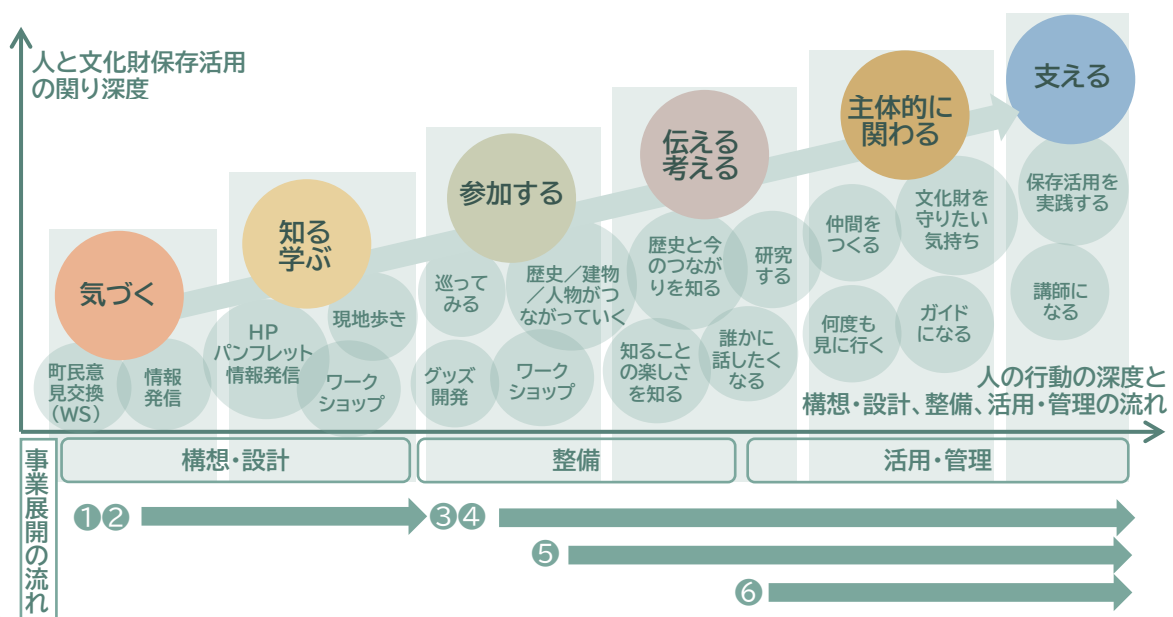 人と文化財保存活用
の関り深度
気づく
町民意
見交換
(WS)
情報
発信
知る
学ぶ
HP
パンフレット
情報発信
現地歩き
ワーク
ショップ
参加する
巡って
みる
歴史／建物
／人物がつ
ながっていく
グッズ
開発
ワーク
ショップ
伝える
考える
歴史と今
のつなが
りを知る
研究
する
知ること
の楽しさ
を知る
誰かに
話したく
なる
主体的に
関わる
仲間を
つくる
文化財を
守りたい
気持ち
何度も
見に行く
ガイド
になる
支える
保存活用を
実践する
講師に
なる
人の行動の深度と
構想・設計、整備、活用・管理の流れ
事業展開の流れ
構想・設計
整備
活用・管理
❶❷
❸❹
❺
❻